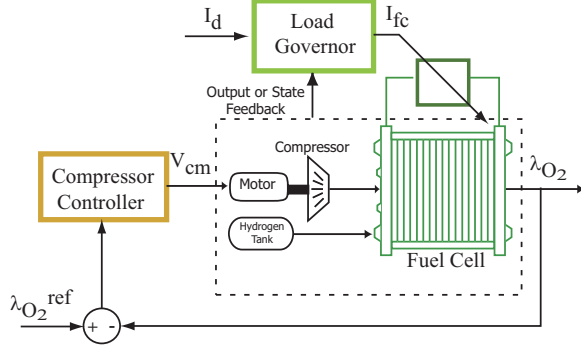 I_d
Load
Governor
I_fc
Output or State
Feedback
Compressor
Controller
V_cm
Motor
Compressor
Hydrogen
Tank
Fuel Cell
λ_O2
λ_O2^ref
+ -